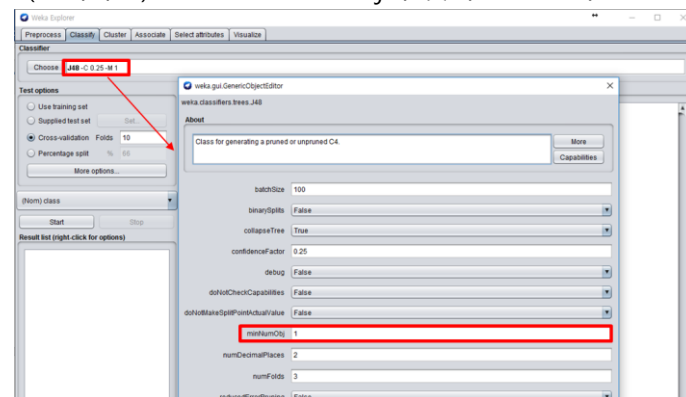 Weka Explorer
Preprocess Classify Cluster Associate Select attributes Visualize
Classifier
Choose J48 -C 0.25 -M 1
Test options
Use training set
Supplied test set Set...
Cross-validation Folds 10
Percentage split % 66
More options...
(Nom) class
Start Stop
Result list (right-click for options)
weka.gui.GenericObjectEditor
weka.classifiers.trees.J48
About
Class for generating a pruned or unpruned C4.
More
Capabilities
batchSize 100
binarySplits False
collapseTree True
confidenceFactor 0.25
debug False
doNotCheckCapabilities False
doNotMakeSplitPointActualValue False
minNumObj 1
numDecimalPlaces 2
numFolds 3
reducedErrorPruning False